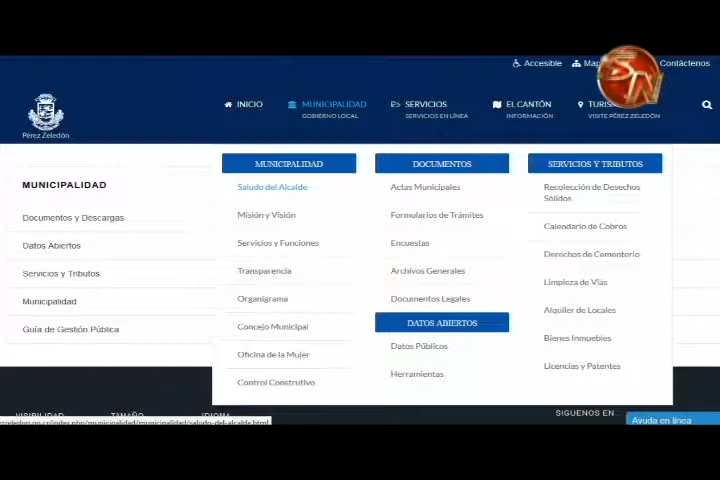 Accesible
Contáctenos
INICIO
MUNICIPALIDAD
GOBIERNO LOCAL
SERVICIOS
SERVICIOS EN LÍNEA
EL CANTÓN
INFORMACIÓN
VISITE PÉREZ ZELEDÓN
Pérez Zeledón
MUNICIPALIDAD
Documentos y Descargas
Datos Abiertos
Servicios y Tributos
Municipalidad
Guía de Gestión Pública
MUNICIPALIDAD
Saludo del Alcalde
Misión y Visión
Servicios y Funciones
Transparencia
Organigrama
Concejo Municipal
Oficina de la Mujer
Control Constructivo
DOCUMENTOS
Actas Municipales
Formularios de Trámites
Encuestas
Archivos Generales
Documentos Legales
DATOS ABIERTOS
Datos Públicos
Herramientas
SERVICIOS Y TRIBUTOS
Recolección de Desechos
Sólidos
Calendario de Cobros
Derechos de Cementerio
Limpieza de Vías
Alquiler de Locales
Bienes Inmuebles
Licencias y Patentes
SIGUENOS EN
Ayuda en línea